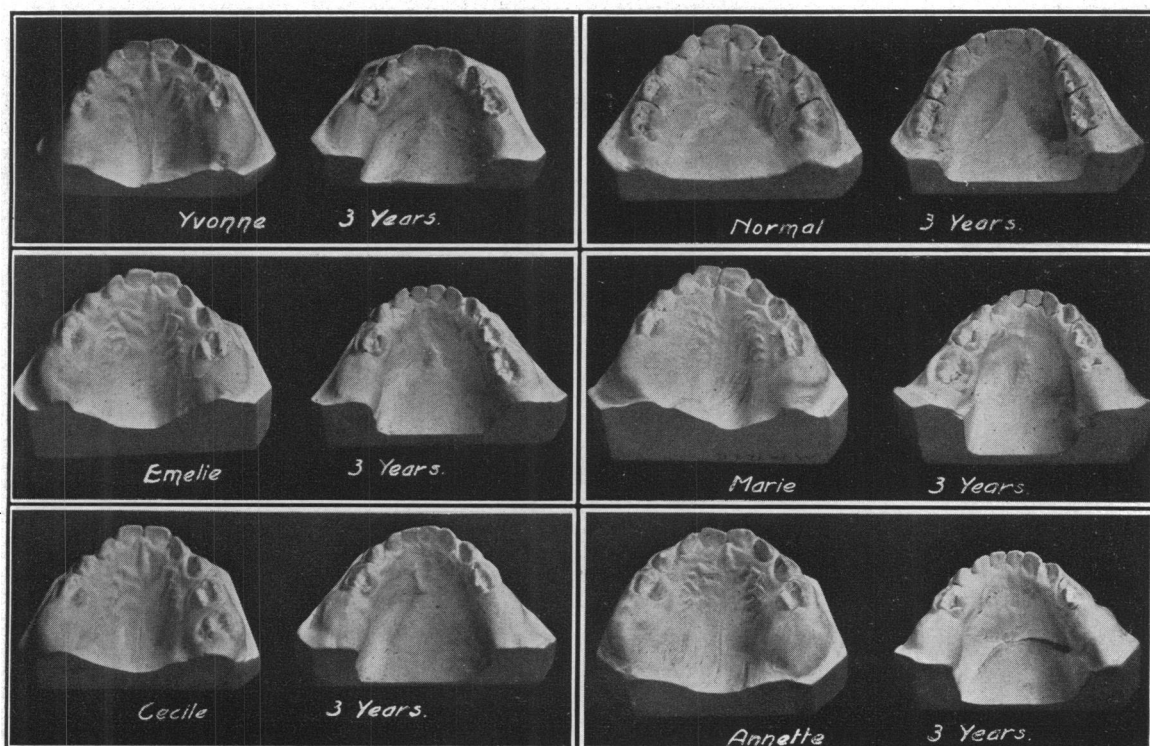 Yvonne 3 Years.
Normal 3 Years.
Emelie 3 Years.
Marie 3 Years.
Cecile 3 Years.
Annette 3 Years.